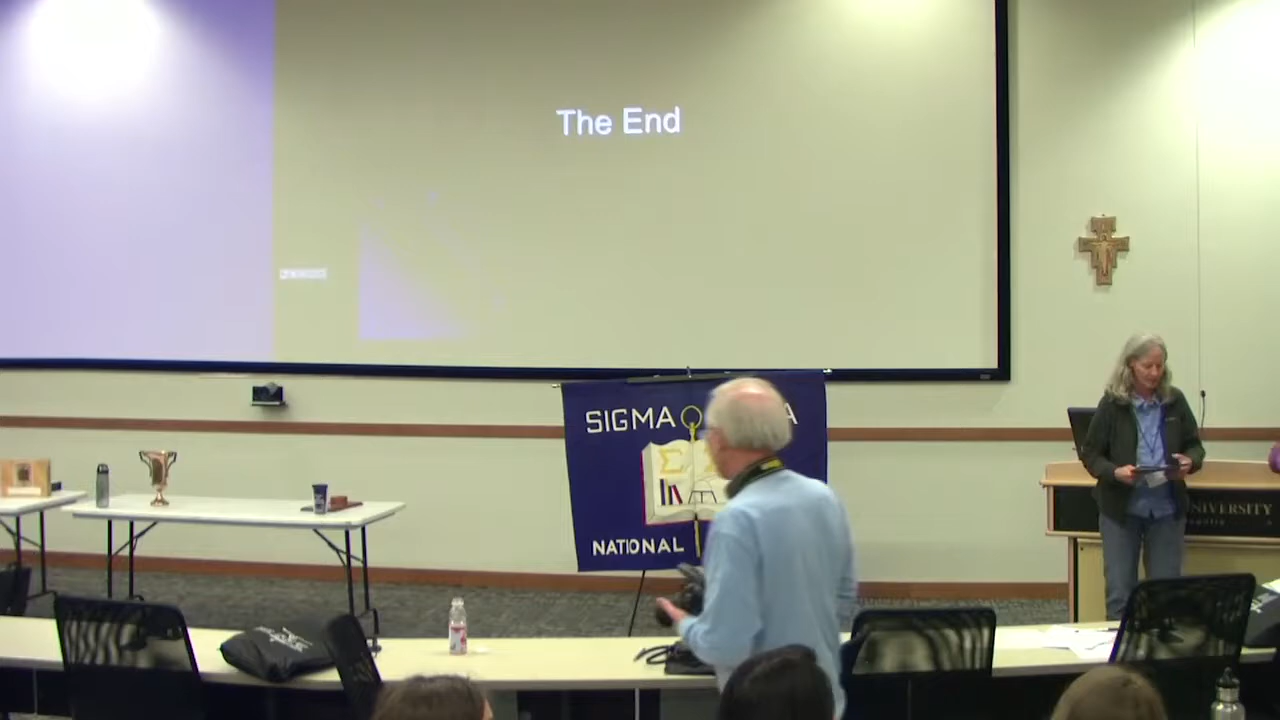 The End
SIGMA
A
Σ
NATIONAL
UNIVERSITY